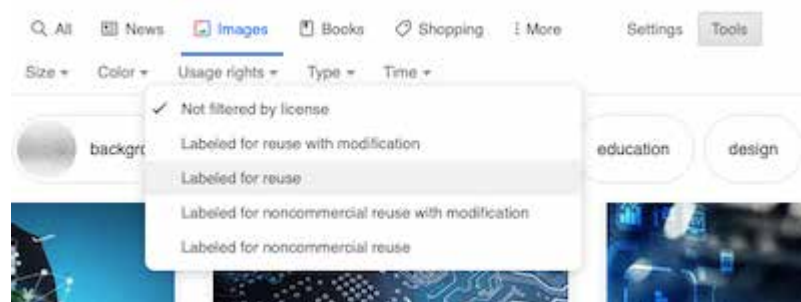 All News Images Books Shopping More Settings Tools
Size Color Usage rights Type Time
Not filtered by license
Labeled for reuse with modification
Labeled for reuse
Labeled for noncommercial reuse with modification
Labeled for noncommercial reuse
backgr education design